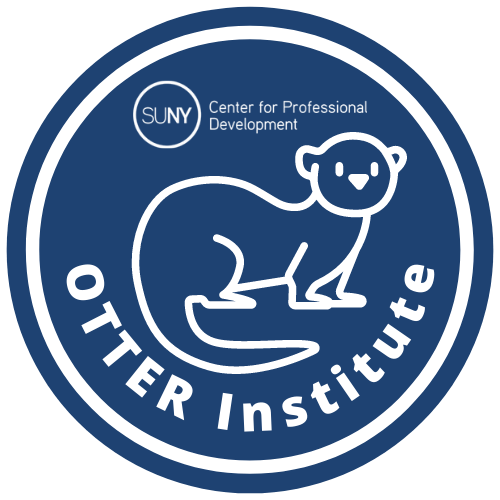 SUNY
Center for Professional
Development
OTTER Institute